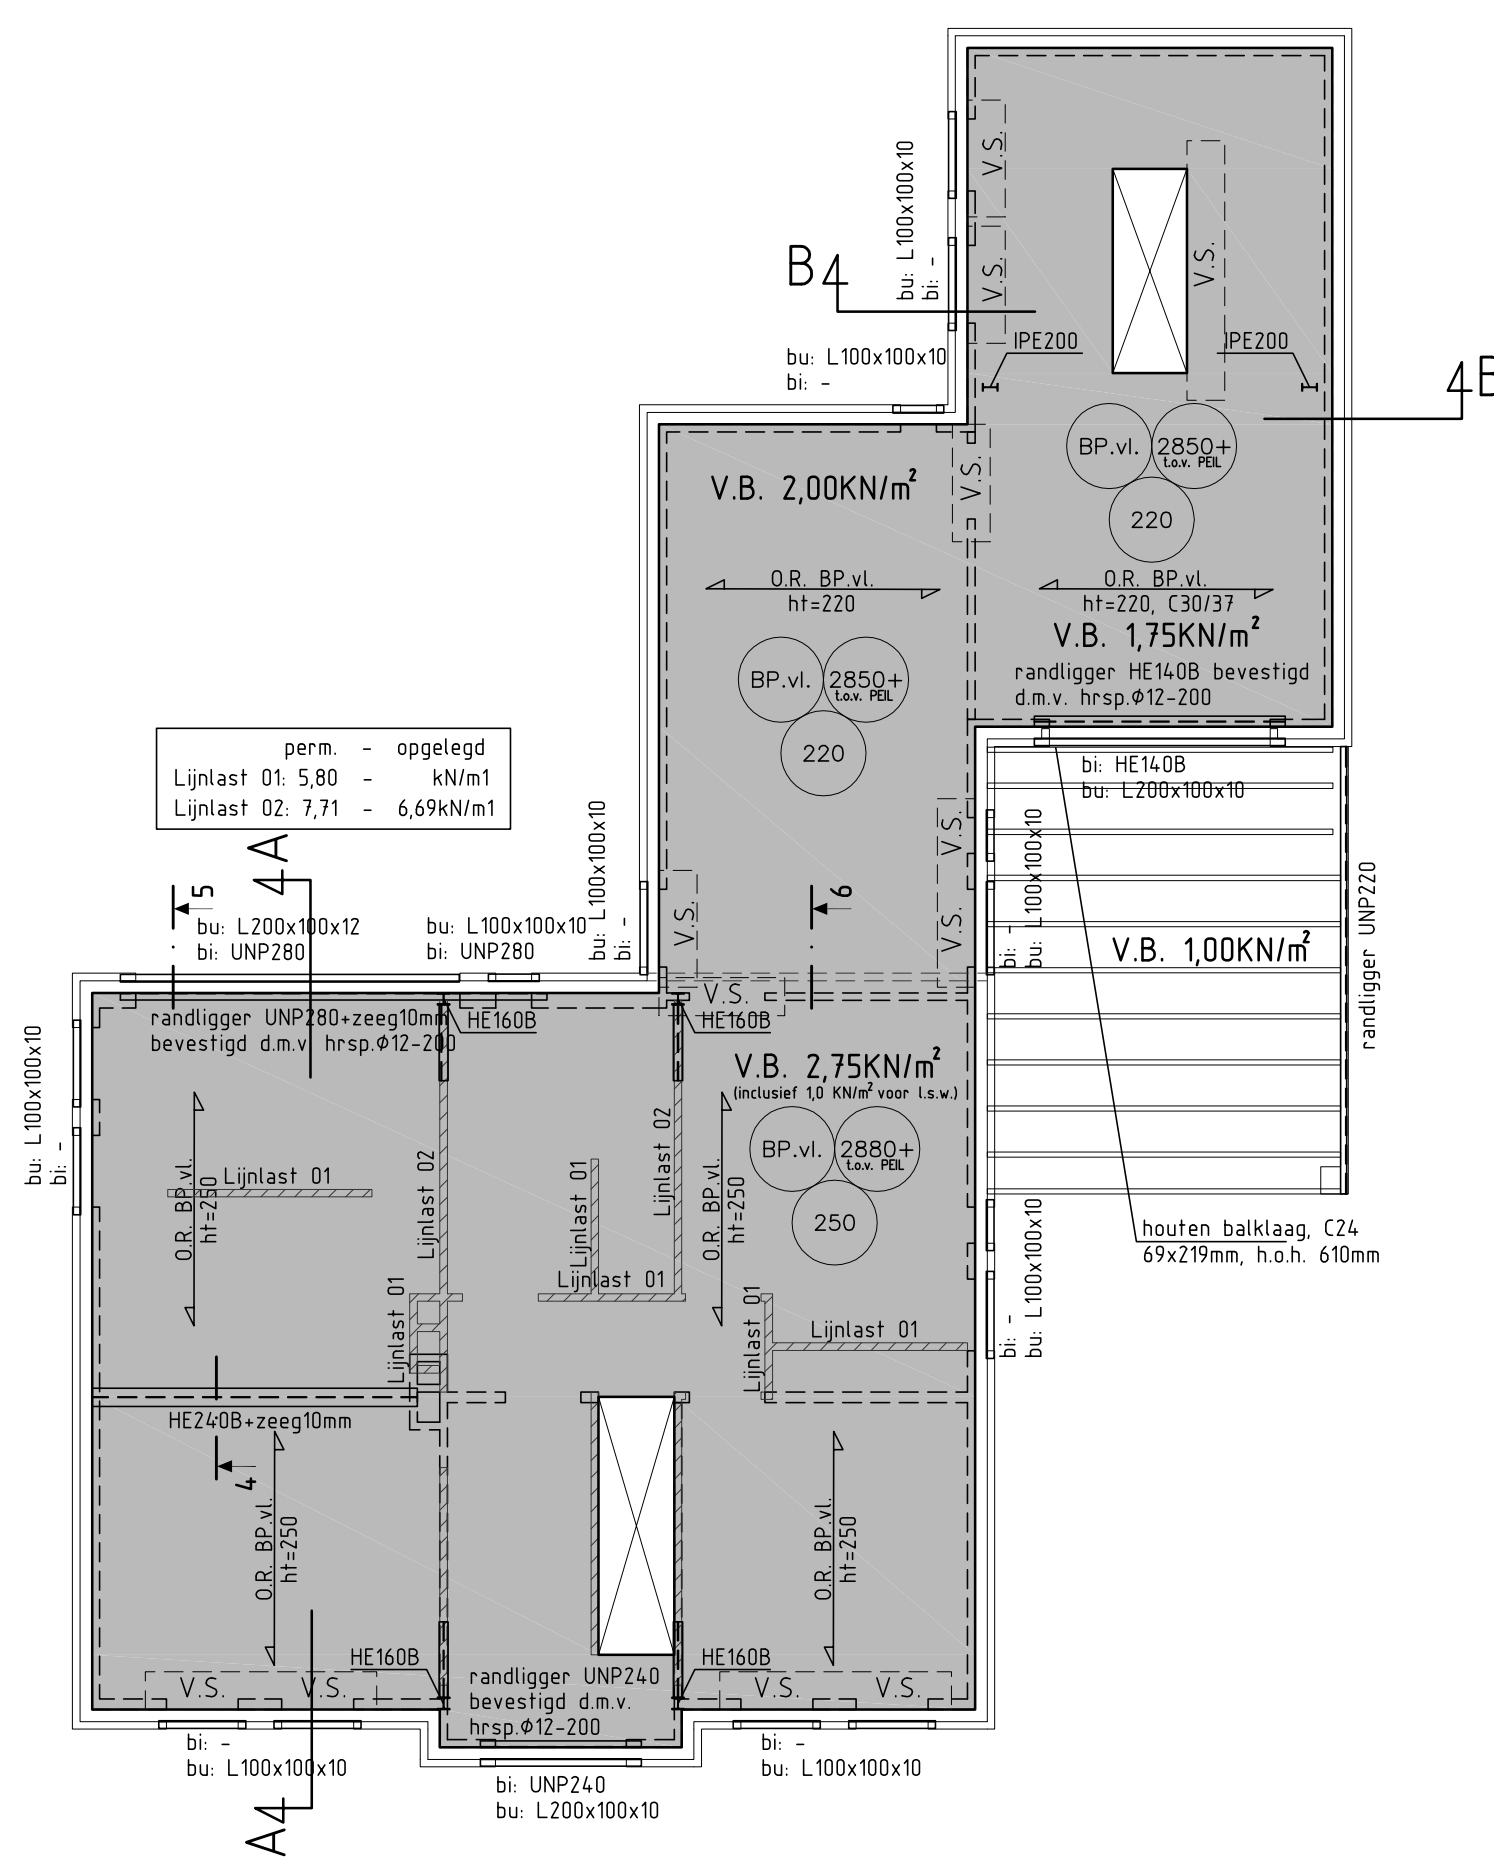 bu: L100x100x10
bi: -
V.S.
V.S.
V.S.
B
4
bu: L100x100x10
bi: -
IPE200
IPE200
4B
BP.vl.
2850+
t.o.v. PEIL
220
V.B. 2,00KN/m²
V.S.
O.R. BP.vl.
ht=220
O.R. BP.vl.
ht=220, C30/37
V.B. 1,75KN/m²
randligger HE140B bevestigd
d.m.v. hrsp.Φ12-200
BP.vl.
2850+
t.o.v. PEIL
220
perm. - opgelegd
Lijnlast 01: 5,80 - kN/m1
Lijnlast 02: 7,71 - 6,69kN/m1
bi: HE140B
bu: L200x100x10
4A
5
6
bu: L200x100x12
bi: UNP280
bu: L100x100x10
bi: UNP280
bu: L100x100x10
bi: -
V.S.
V.S.
V.S.
bi: -
bu: L100x100x10
V.B. 1,00KN/m²
randligger UNP220
V.S.
randligger UNP280+zeeg10mm
bevestigd d.m.v. hrsp.Φ12-200
HE160B
HE160B
bu: L100x100x10
bi: -
V.B. 2,75KN/m²
(inclusief 1,0 KN/m² voor l.s.w.)
BP.vl.
2880+
t.o.v. PEIL
250
O.R. BP.vl.
ht=250
Lijnlast 01
Lijnlast 02
Lijnlast 01
Lijnlast 02
O.R. BP.vl.
ht=250
Lijnlast 01
Lijnlast 01
Lijnlast 01
Lijnlast 01
bi: -
bu: L100x100x10
houten balklaag, C24
69x219mm, h.o.h. 610mm
HE240B+zeeg10mm
4
O.R. BP.vl.
ht=250
O.R. BP.vl.
ht=250
HE160B
HE160B
V.S.
V.S.
randligger UNP240
bevestigd d.m.v.
hrsp.Φ12-200
V.S.
V.S.
bi: -
bu: L100x100x10
bi: UNP240
bu: L200x100x10
bi: -
bu: L100x100x10
A4